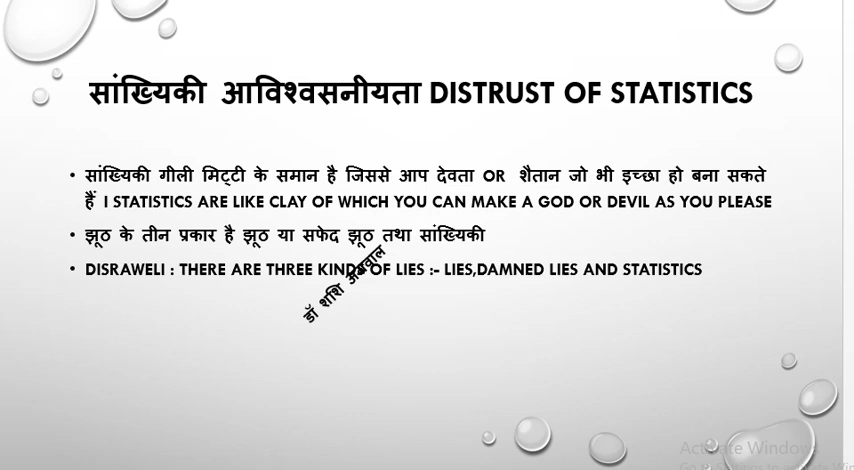 सांख्यिकी आविश्वसनीयता DISTRUST OF STATISTICS
• सांख्यिकी गीली मिट्टी के समान है जिससे आप देवता OR शैतान जो भी इच्छा हो बना सकते
हैं I STATISTICS ARE LIKE CLAY OF WHICH YOU CAN MAKE A GOD OR DEVIL AS YOU PLEASE
• झूठ के तीन प्रकार है झूठ या सफेद झूठ तथा सांख्यिकी
• DISRAWELI : THERE ARE THREE KINDS OF LIES :- LIES,DAMNED LIES AND STATISTICS
डॉ शशि अग्रवाल
Activate Windows